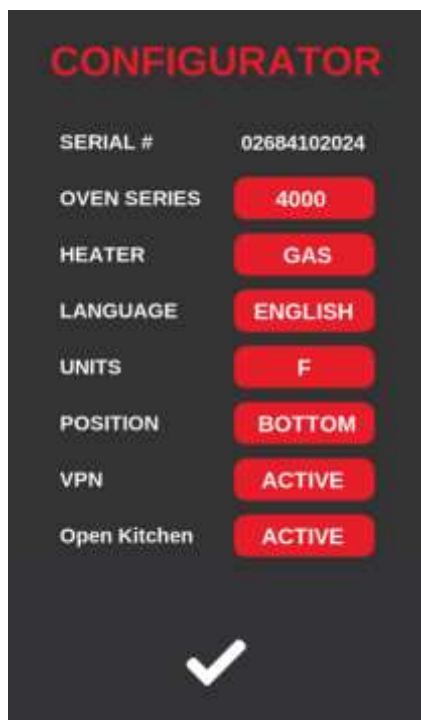 CONFIGURATOR
SERIAL # 02684102024
OVEN SERIES 4000
HEATER GAS
LANGUAGE ENGLISH
UNITS F
POSITION BOTTOM
VPN ACTIVE
Open Kitchen ACTIVE